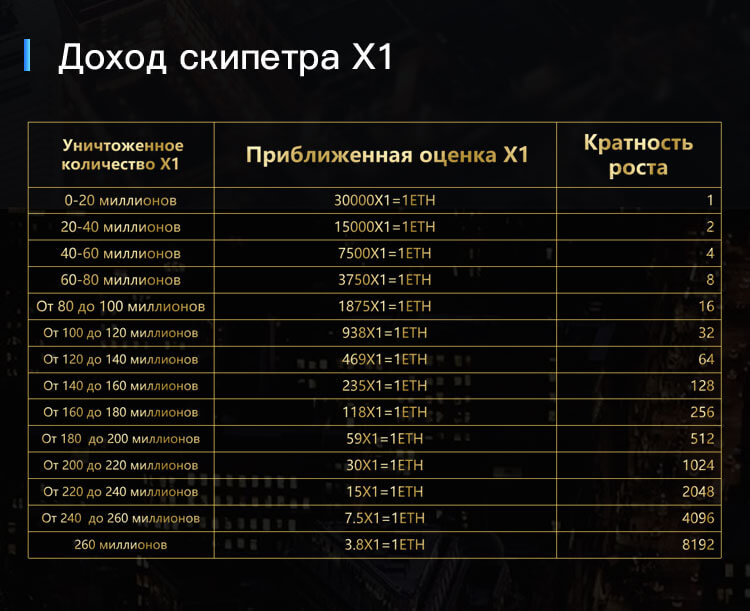 Доход скипетра X1
Уничтоженное
количество X1
Приближенная оценка X1
Кратность
роста
0-20 миллионов 30000X1=1ETH 1
20-40 миллионов 15000X1=1ETH 2
40-60 миллионов 7500X1=1ETH 4
60-80 миллионов 3750X1=1ETH 8
От 80 до 100 миллионов 1875X1=1ETH 16
От 100 до 120 миллионов 938X1=1ETH 32
От 120 до 140 миллионов 469X1=1ETH 64
От 140 до 160 миллионов 235X1=1ETH 128
От 160 до 180 миллионов 118X1=1ETH 256
От 180 до 200 миллионов 59X1=1ETH 512
От 200 до 220 миллионов 30X1=1ETH 1024
От 220 до 240 миллионов 15X1=1ETH 2048
От 240 до 260 миллионов 7.5X1=1ETH 4096
260 миллионов 3.8X1=1ETH 8192